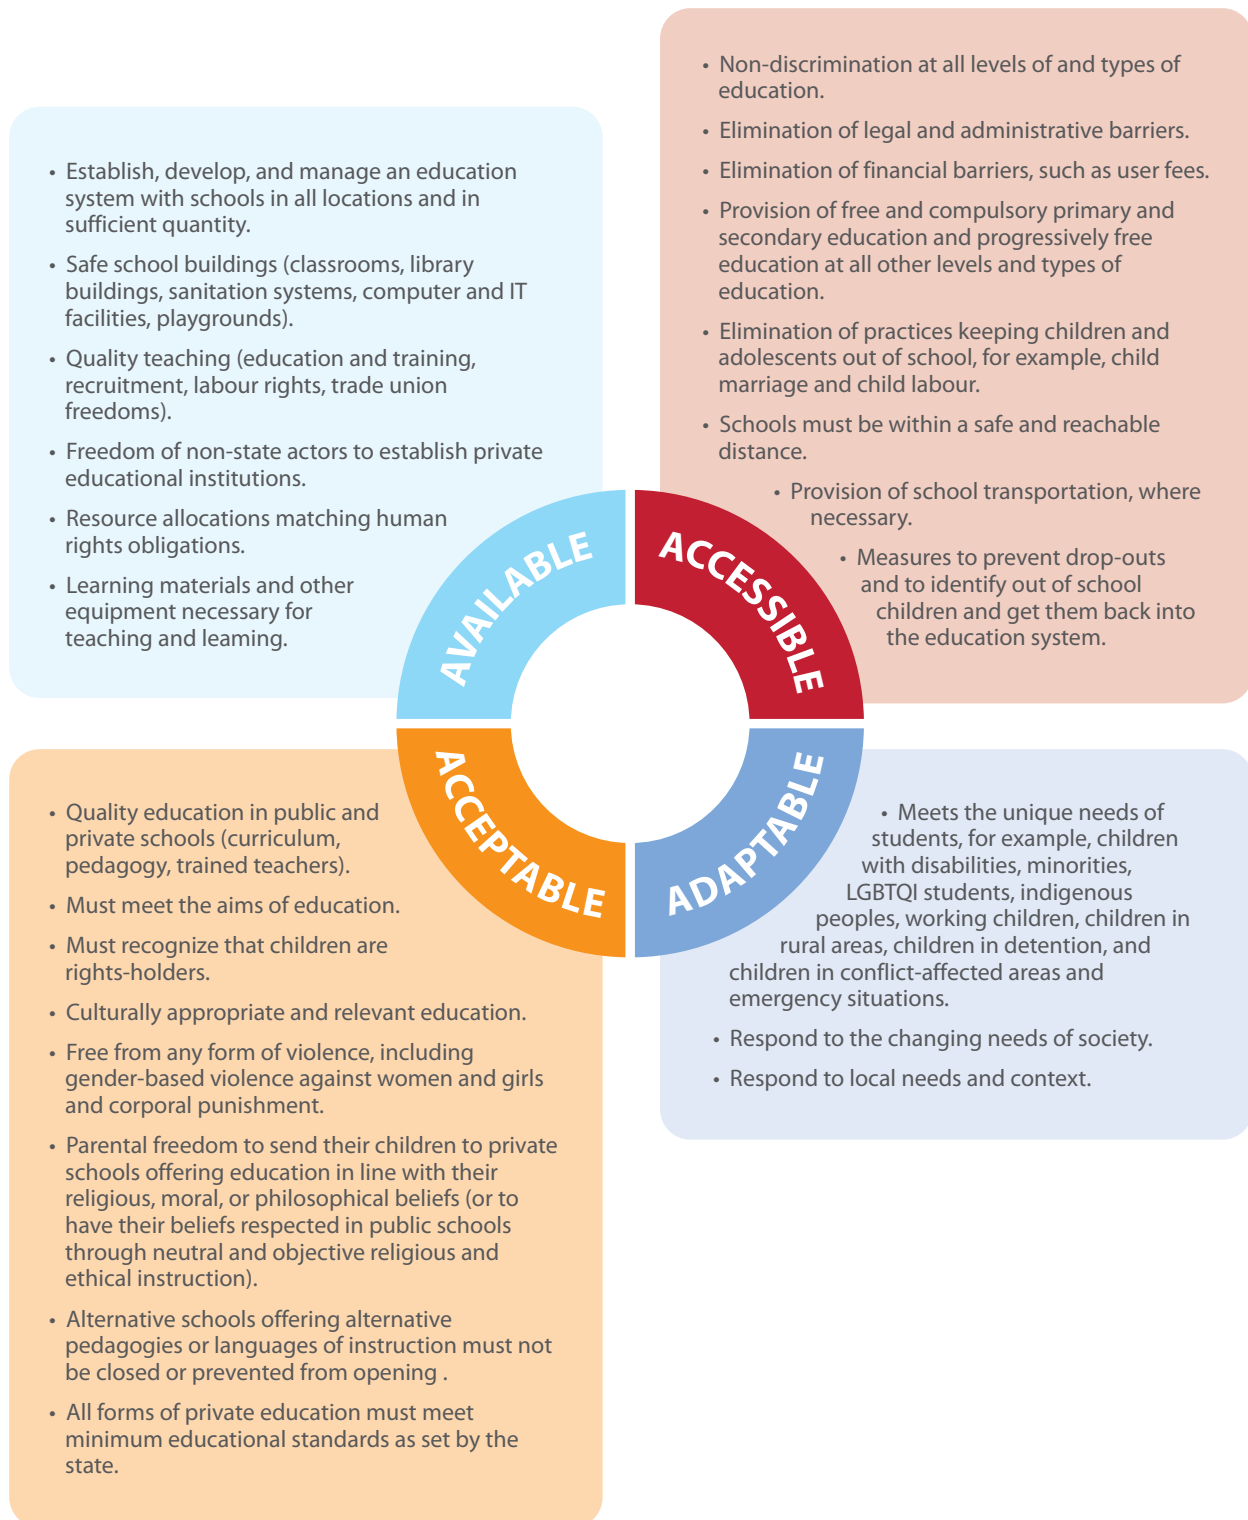 • Establish, develop, and manage an education
system with schools in all locations and in
sufficient quantity.
• Safe school buildings (classrooms, library
buildings, sanitation systems, computer and IT
facilities, playgrounds).
• Quality teaching (education and training,
recruitment, labour rights, trade union
freedoms).
• Freedom of non-state actors to establish private
educational institutions.
• Resource allocations matching human
rights obligations.
• Learning materials and other
equipment necessary for
teaching and leaming.
AVAILABLE
• Non-discrimination at all levels of and types of
education.
• Elimination of legal and administrative barriers.
• Elimination of financial barriers, such as user fees.
• Provision of free and compulsory primary and
secondary education and progressively free
education at all other levels and types of
education.
• Elimination of practices keeping children and
adolescents out of school, for example, child
marriage and child labour.
• Schools must be within a safe and reachable
distance.
• Provision of school transportation, where
necessary.
• Measures to prevent drop-outs
and to identify out of school
children and get them back into
the education system.
ACCESSIBLE
• Quality education in public and
private schools (curriculum,
pedagogy, trained teachers).
• Must meet the aims of education.
• Must recognize that children are
rights-holders.
• Culturally appropriate and relevant education.
• Free from any form of violence, including
gender-based violence against women and girls
and corporal punishment.
• Parental freedom to send their children to private
schools offering education in line with their
religious, moral, or philosophical beliefs (or to
have their beliefs respected in public schools
through neutral and objective religious and
ethical instruction).
• Alternative schools offering alternative
pedagogies or languages of instruction must not
be closed or prevented from opening .
• All forms of private education must meet
minimum educational standards as set by the
state.
ACCEPTABLE
• Meets the unique needs of
students, for example, children
with disabilities, minorities,
LGBTQI students, indigenous
peoples, working children, children in
rural areas, children in detention, and
children in conflict-affected areas and
emergency situations.
• Respond to the changing needs of society.
• Respond to local needs and context.
ADAPTABLE